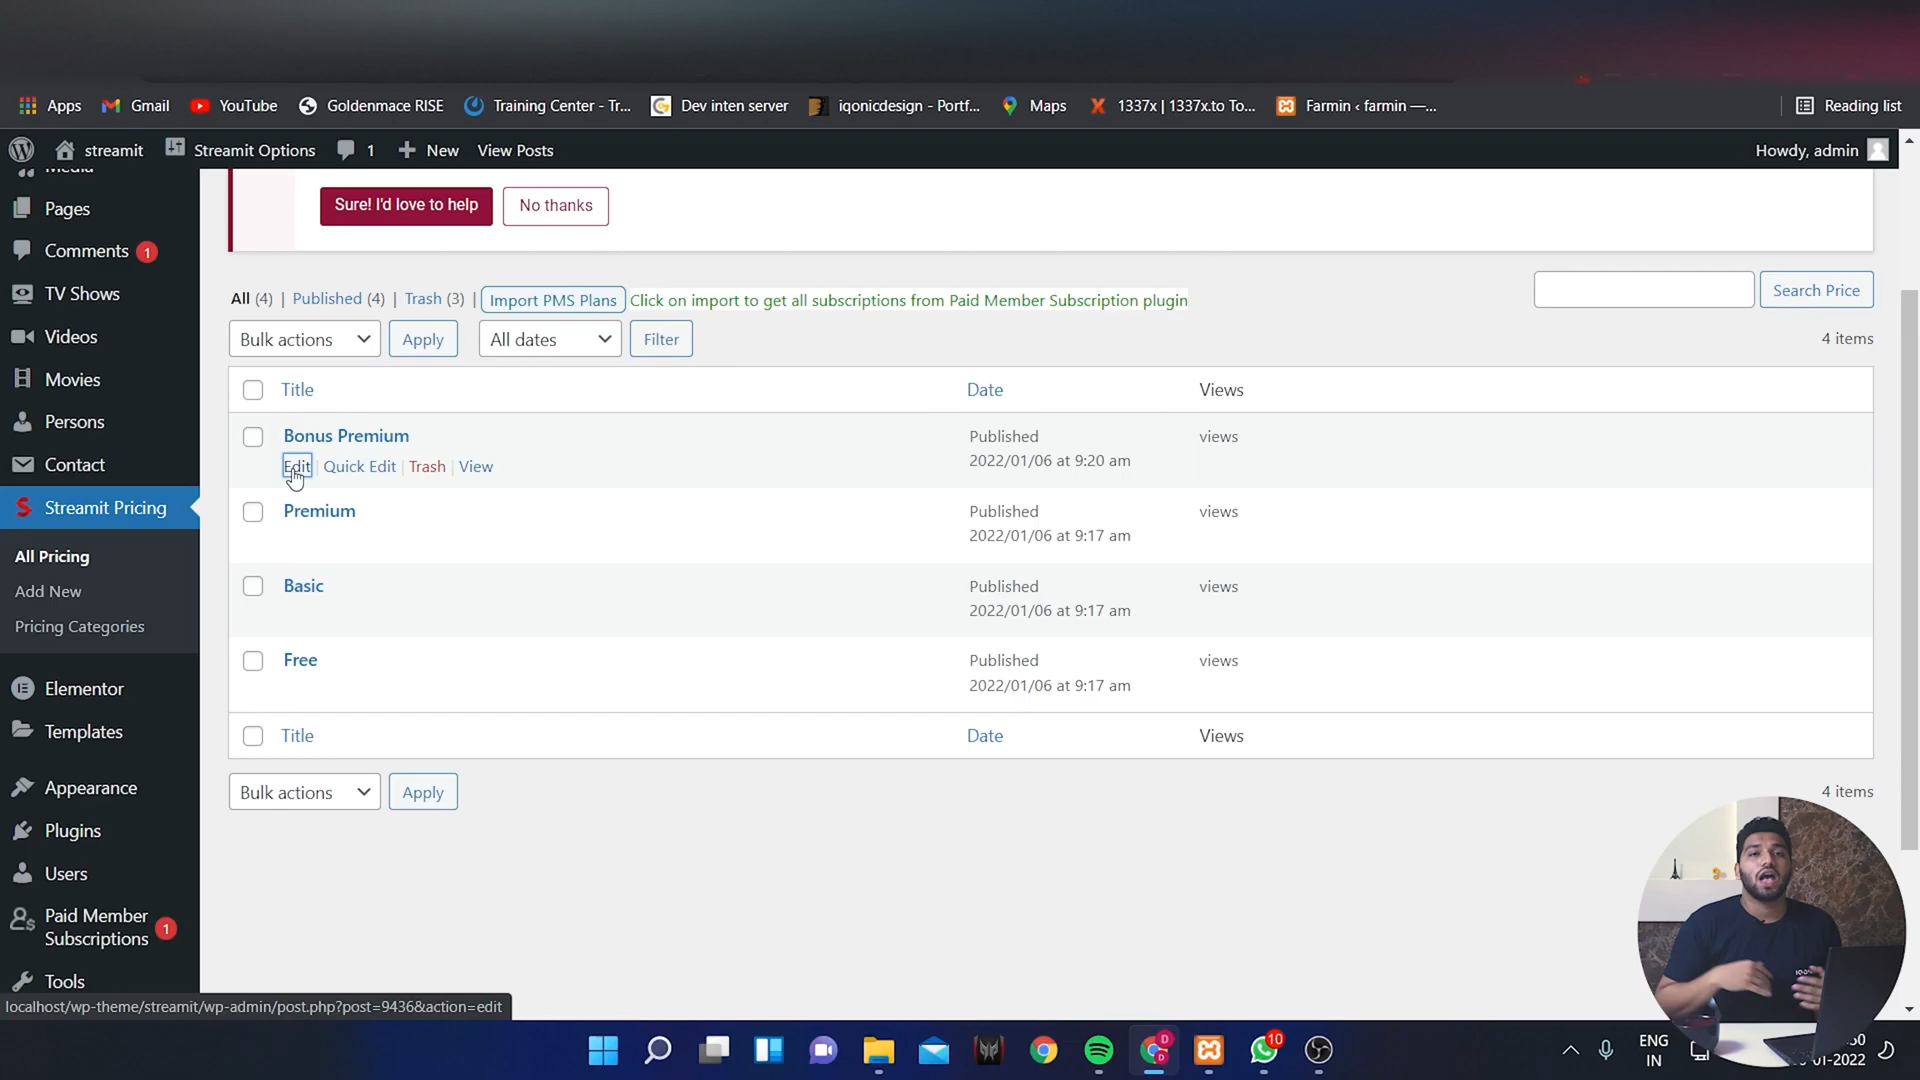 Apps Gmail YouTube Goldenmace RISE Training Center - Tr... Dev inten server iqonicdesign - Portf... Maps 1337x | 1337x.to To... Farmin ‹ farmin —... Reading list
streamit Streamit Options 1 New View Posts Howdy, admin
Pages
Comments 1
TV Shows
Videos
Movies
Persons
Contact
Streamit Pricing
All Pricing
Add New
Pricing Categories
Elementor
Templates
Appearance
Plugins
Users
Paid Member
Subscriptions 1
Tools
Sure! I'd love to help No thanks
All (4) | Published (4) | Trash (3) | Import PMS Plans Click on import to get all subscriptions from Paid Member Subscription plugin Search Price
Bulk actions Apply All dates Filter 4 items
Title Date Views
Bonus Premium Published views
Edit | Quick Edit | Trash | View 2022/01/06 at 9:20 am
Premium Published views
2022/01/06 at 9:17 am
Basic Published views
2022/01/06 at 9:17 am
Free Published views
2022/01/06 at 9:17 am
Title Date Views
Bulk actions Apply 4 items
localhost/wp-theme/streamit/wp-admin/post.php?post=9436&action=edit
10
D
D
ENG
IN
-01-2022